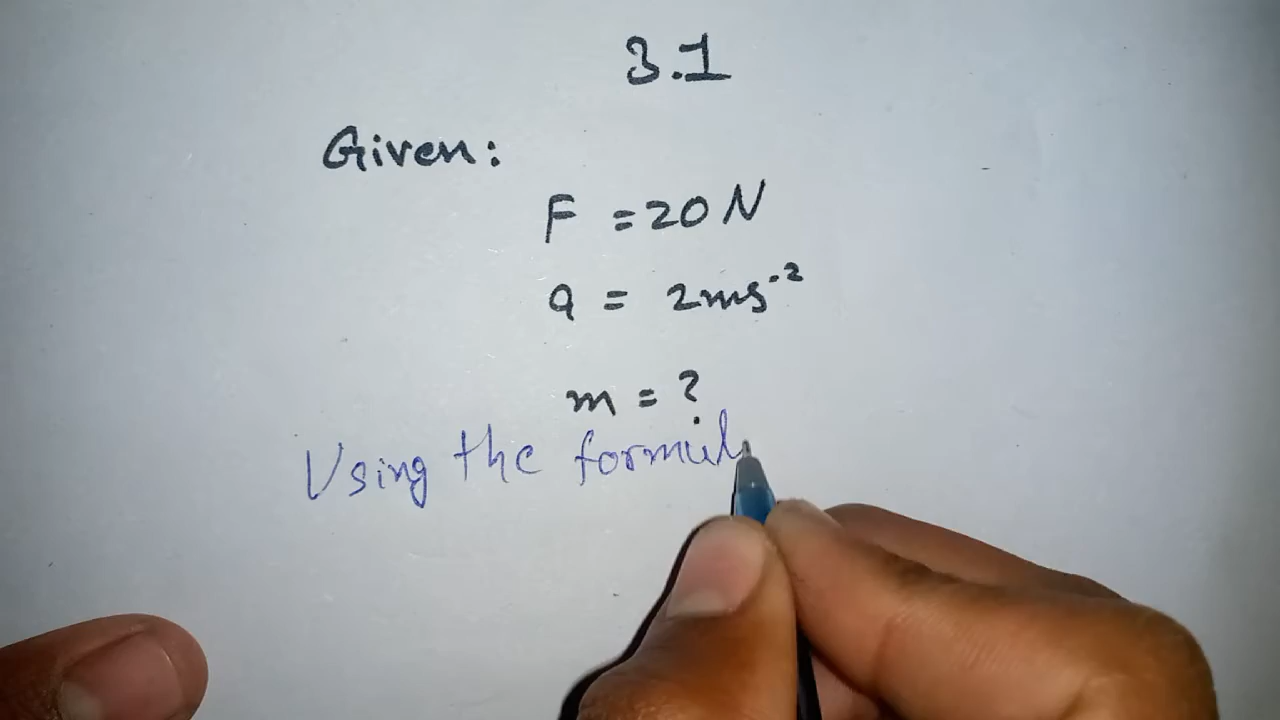 3.1
Given:
F = 20 N
a = 2ms⁻²
m = ?
Using the formul